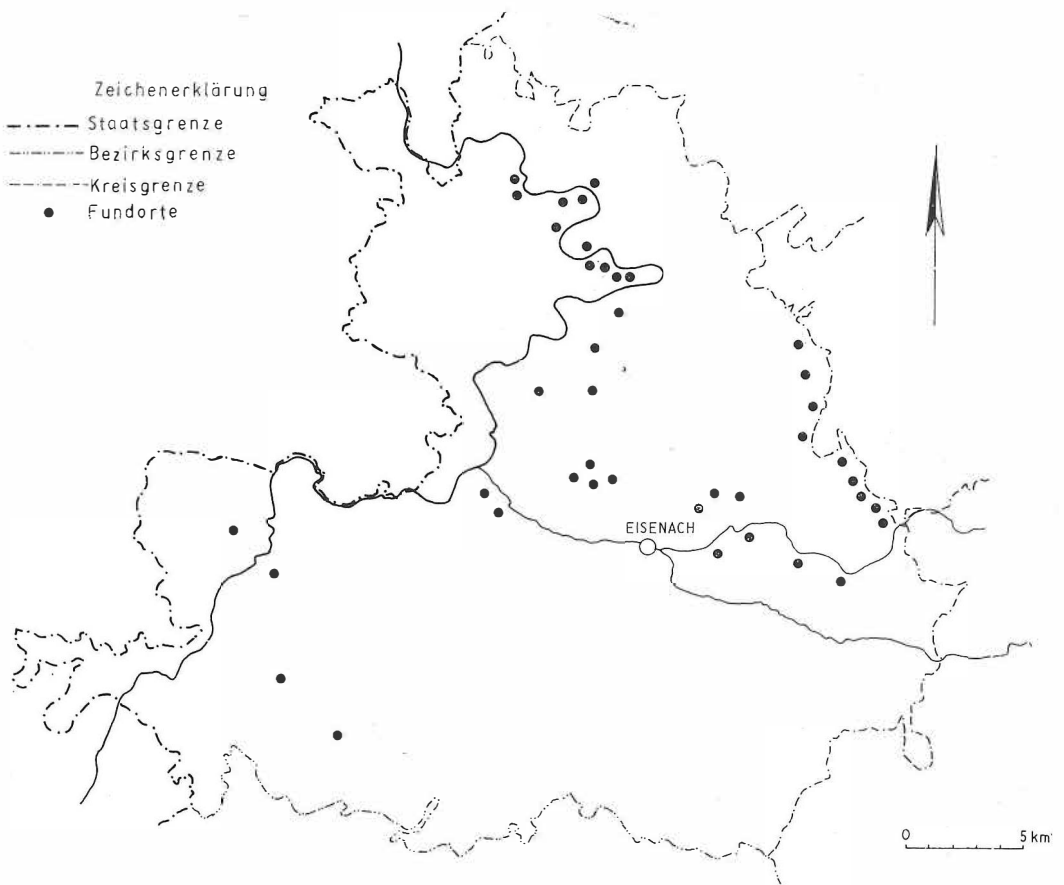 Zeichenerklärung
Staatsgrenze
Bezirksgrenze
Kreisgrenze
Fundorte
EISENACH
0 5 km